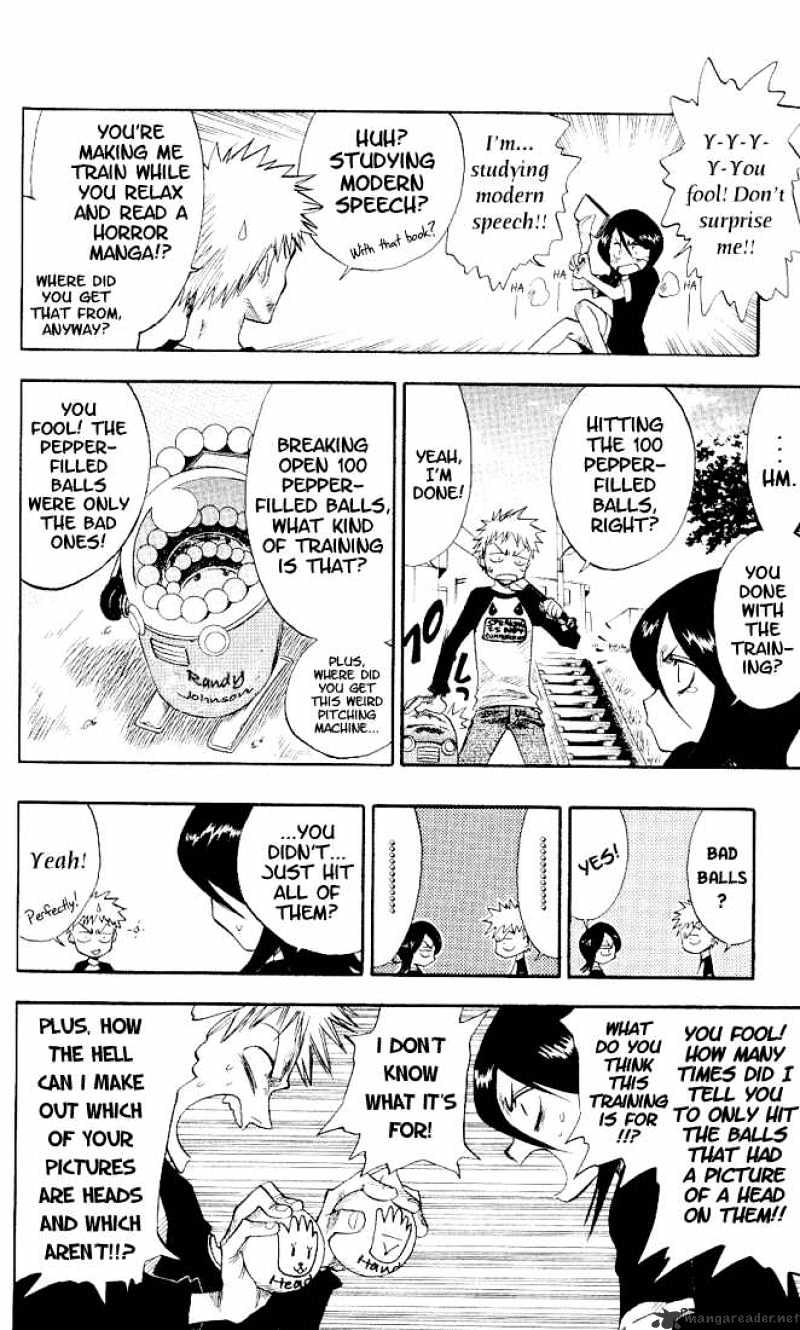 Y-Y-Y-
Y-You
fool! Don't
surprise
me!!
I'm...
studying
modern
speech!!
HA
HA
HA
HUH?
STUDYING
MODERN
SPEECH?
With that book?
YOU'RE
MAKING ME
TRAIN WHILE
YOU RELAX
AND READ A
HORROR
MANGA!?
WHERE DID
YOU GET
THAT FROM,
ANYWAY?
...
HM.
YOU
DONE
WITH
THE
TRAIN-
ING?
HITTING
THE 100
PEPPER-
FILLED
BALLS,
RIGHT?
YEAH,
I'M
DONE!
BREAKING
OPEN 100
PEPPER-
FILLED BALLS,
WHAT KIND
OF TRAINING
IS THAT?
PLUS,
WHERE DID
YOU GET
THIS WEIRD
PITCHING
MACHINE...
Randy
Johnson
YOU
FOOL! THE
PEPPER-
FILLED
BALLS
WERE ONLY
THE BAD
ONES!
BAD
BALLS
?
YES!
.........
.........
...YOU
DIDN'T...
JUST HIT
ALL OF
THEM?
Yeah!
Perfectly!
YOU FOOL!
HOW MANY
TIMES DID I
TELL YOU
TO ONLY HIT
THE BALLS
THAT HAD
A PICTURE
OF A HEAD
ON THEM!!
WHAT
DO YOU
THINK
THIS
TRAINING
IS FOR
!!?
I DON'T
KNOW
WHAT IT'S
FOR!
PLUS, HOW
THE HELL
CAN I MAKE
OUT WHICH
OF YOUR
PICTURES
ARE HEADS
AND WHICH
AREN'T!!?
Head
Hand
mangareader.net